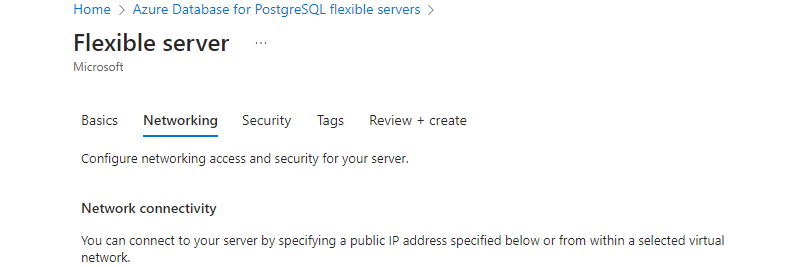 Home > Azure Database for PostgreSQL flexible servers >
Flexible server ...
Microsoft
Basics Networking Security Tags Review + create
Configure networking access and security for your server.
Network connectivity
You can connect to your server by specifying a public IP address specified below or from within a selected virtual
network.